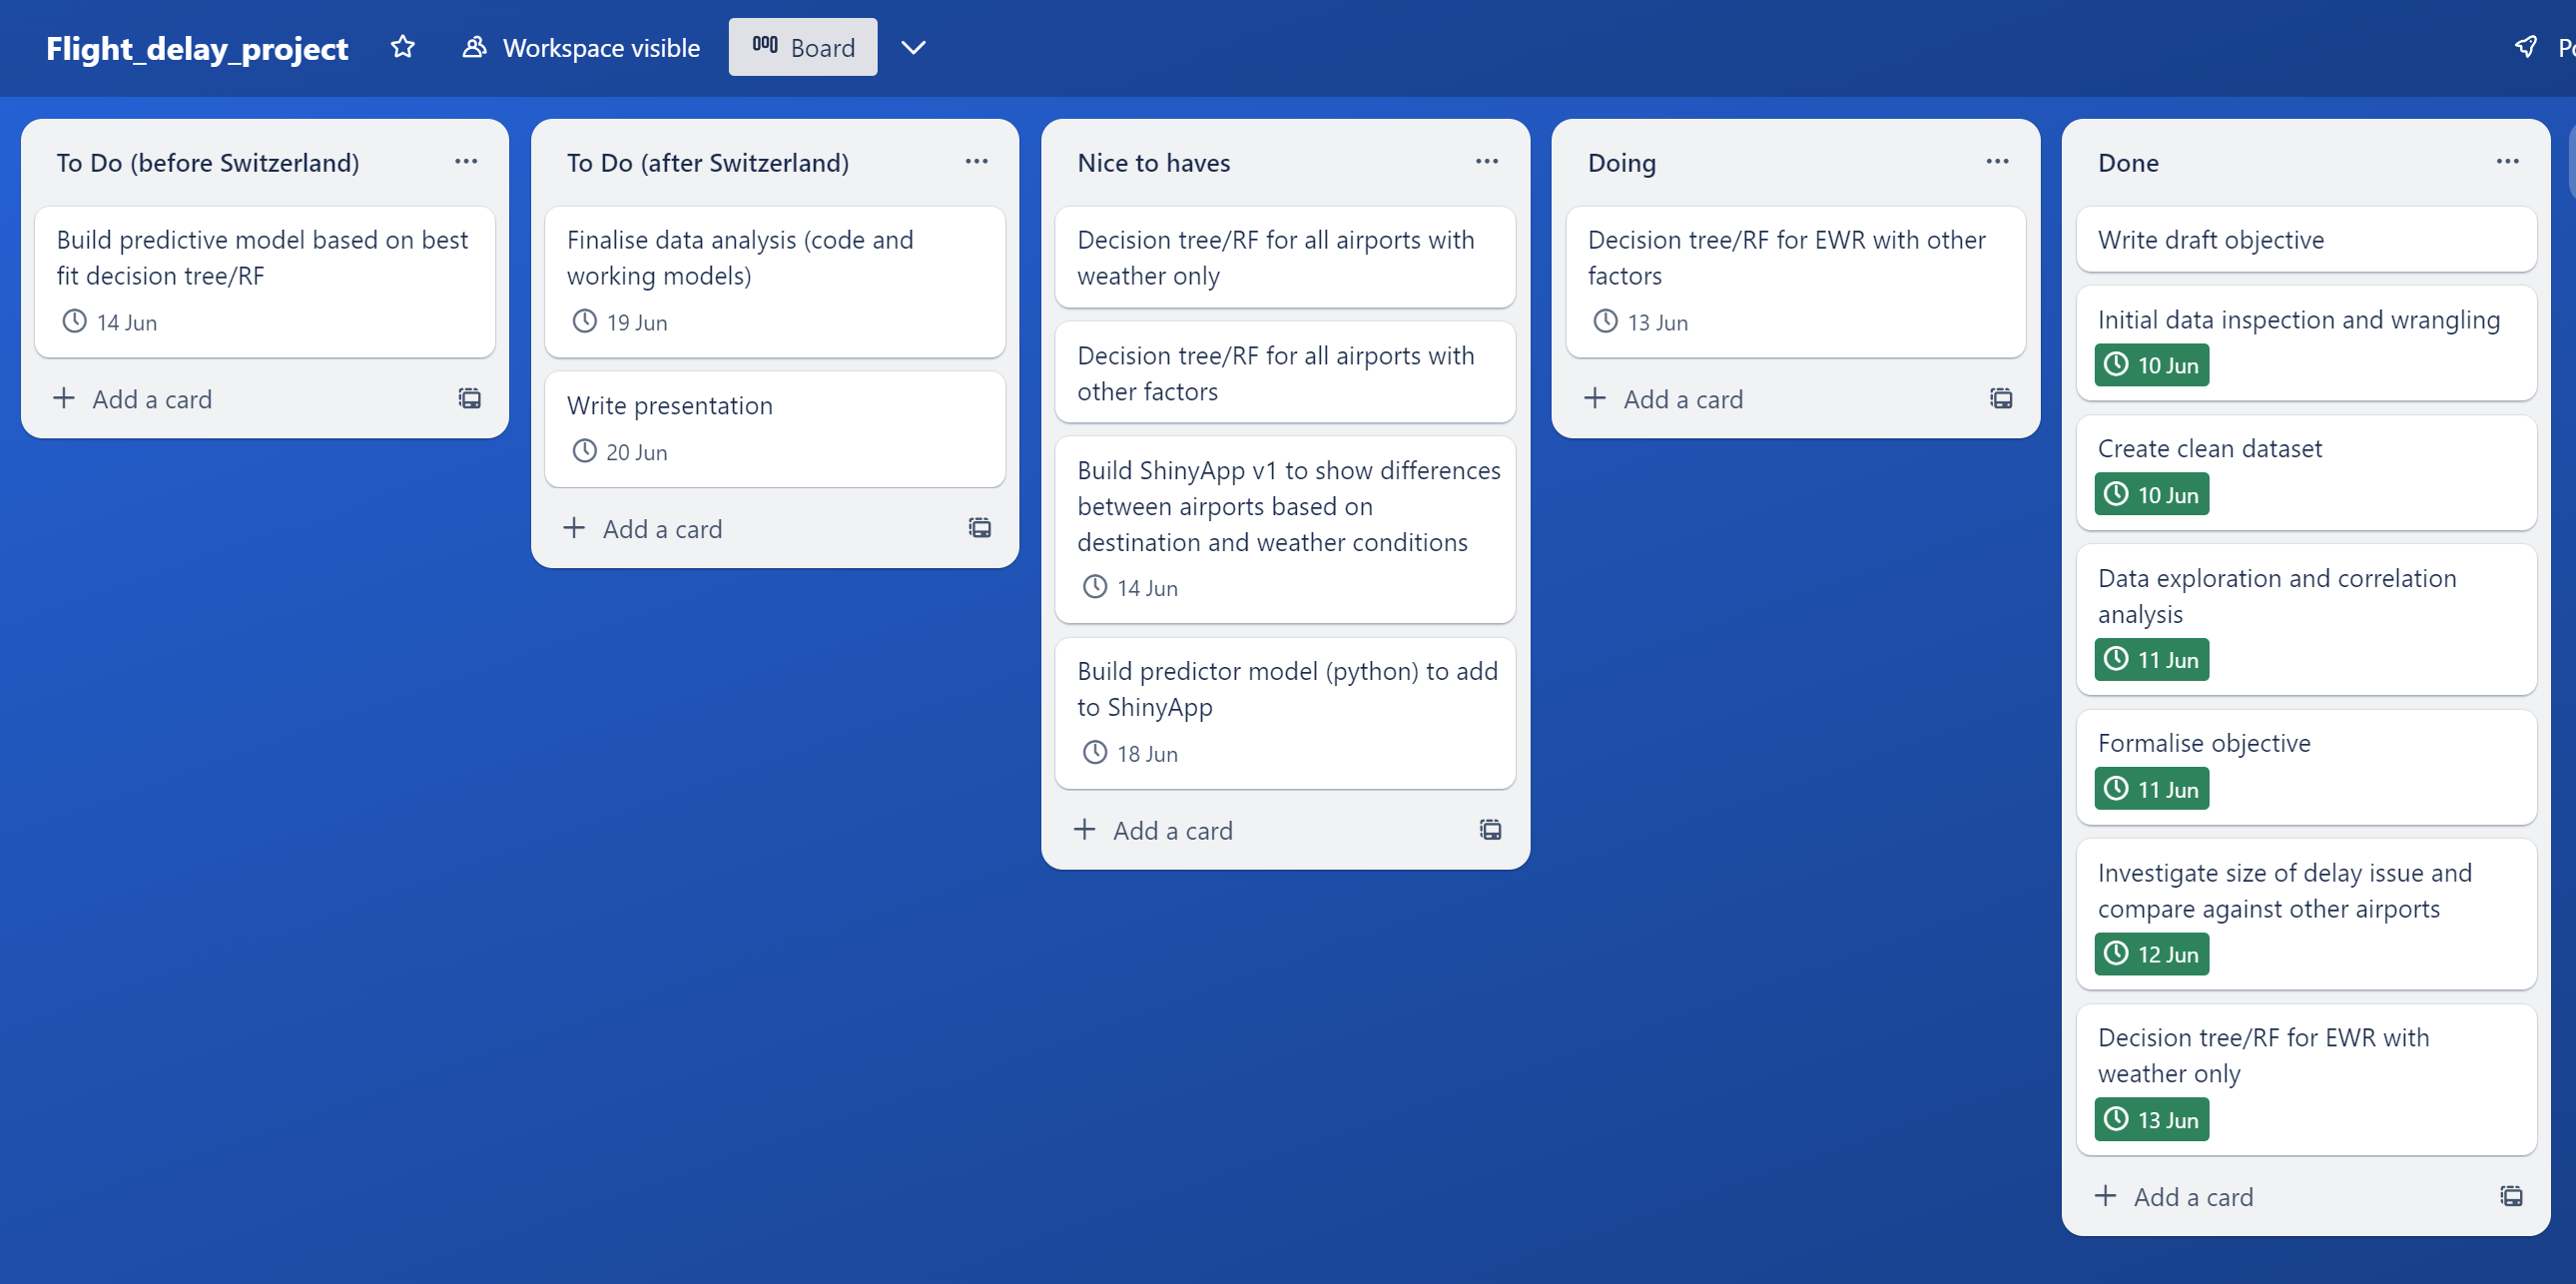 Flight_delay_project
Workspace visible
Board
To Do (before Switzerland)
Build predictive model based on best
fit decision tree/RF
14 Jun
Add a card
To Do (after Switzerland)
Finalise data analysis (code and
working models)
19 Jun
Write presentation
20 Jun
Add a card
Nice to haves
Decision tree/RF for all airports with
weather only
Decision tree/RF for all airports with
other factors
Build ShinyApp v1 to show differences
between airports based on
destination and weather conditions
14 Jun
Build predictor model (python) to add
to ShinyApp
18 Jun
Add a card
Doing
Decision tree/RF for EWR with other
factors
13 Jun
Add a card
Done
Write draft objective
Initial data inspection and wrangling
10 Jun
Create clean dataset
10 Jun
Data exploration and correlation
analysis
11 Jun
Formalise objective
11 Jun
Investigate size of delay issue and
compare against other airports
12 Jun
Decision tree/RF for EWR with
weather only
13 Jun
Add a card